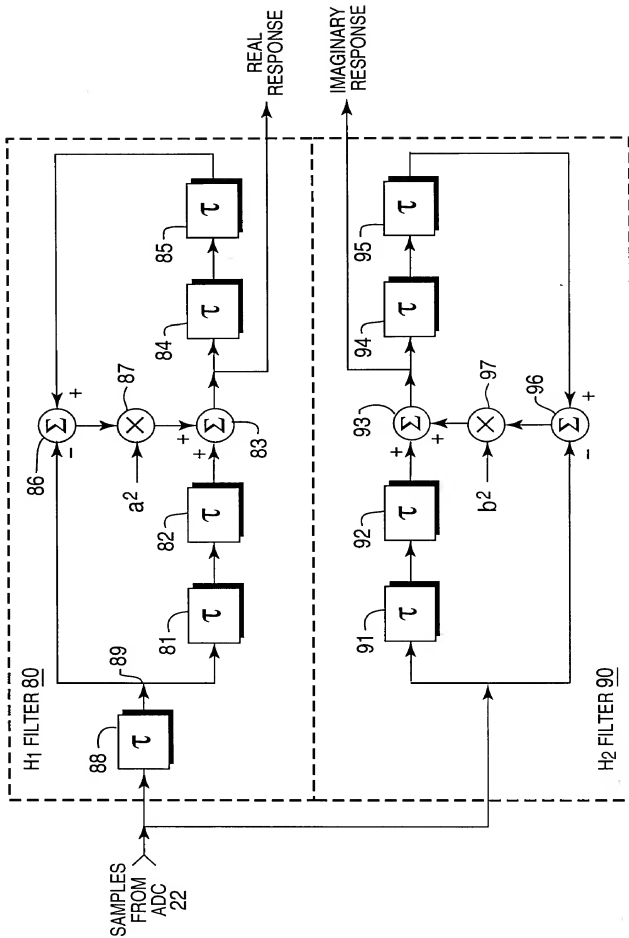 SAMPLES
FROM
ADC
22
H1 FILTER 80
88
τ
89
81
τ
82
τ
86
Σ
-
+
87
×
a²
+
+
Σ
83
84
τ
85
τ
REAL
RESPONSE
H2 FILTER 90
91
τ
92
τ
93
Σ
+
+
97
×
b²
96
Σ
-
+
94
τ
95
τ
IMAGINARY
RESPONSE